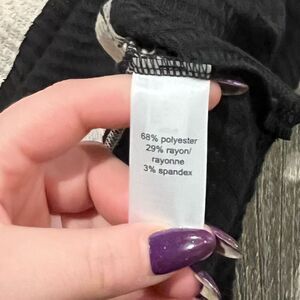 68% polyester
29% rayon/
rayonne
3% spandex